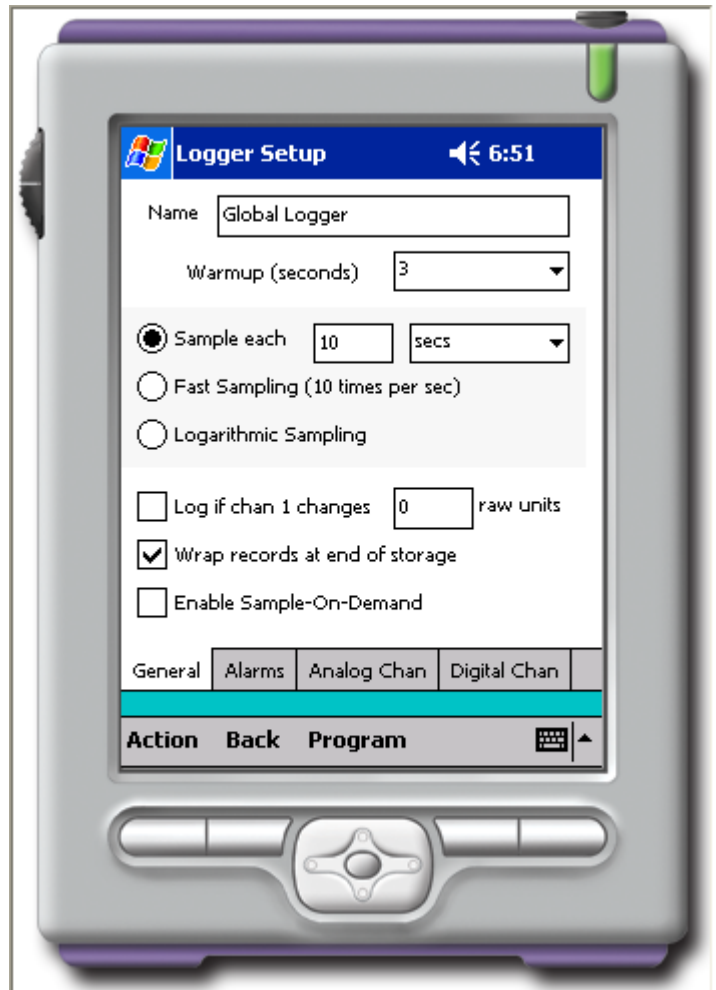 Logger Setup 6:51
Name Global Logger
Warmup (seconds) 3
Sample each 10 secs
Fast Sampling (10 times per sec)
Logarithmic Sampling
Log if chan 1 changes 0 raw units
Wrap records at end of storage
Enable Sample-On-Demand
General Alarms Analog Chan Digital Chan
Action Back Program